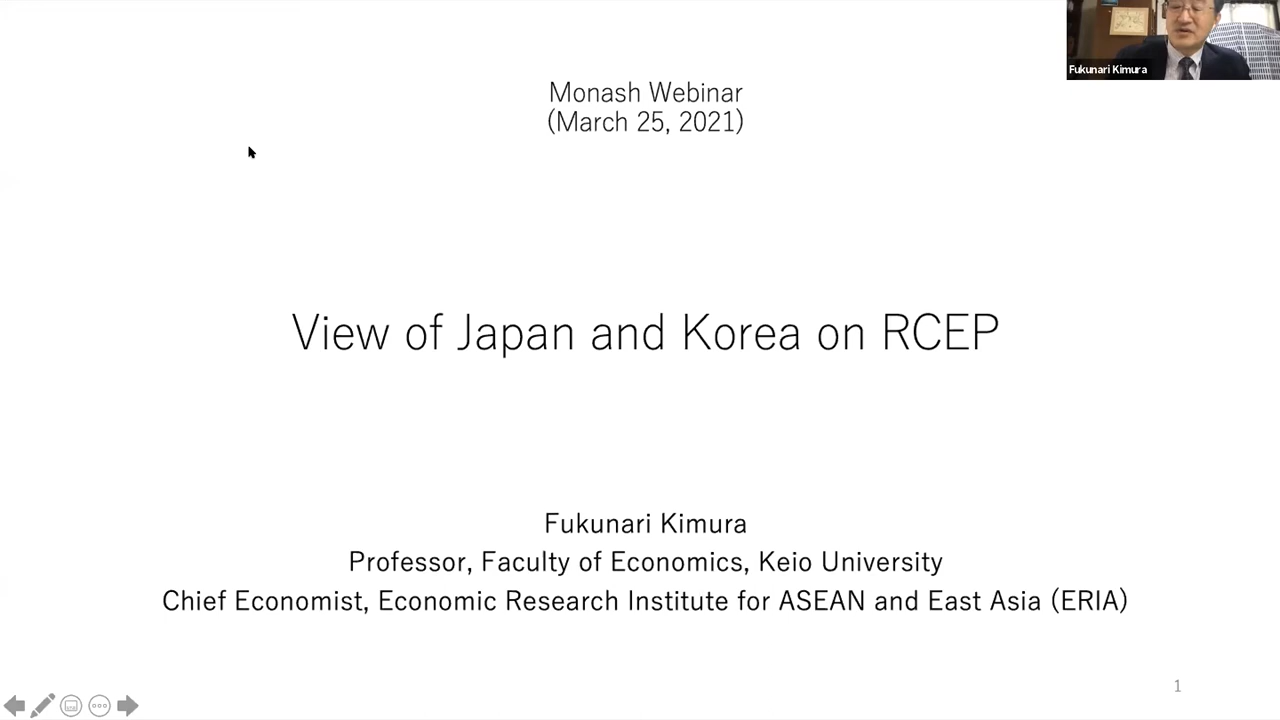 Fukunari Kimura
Monash Webinar
(March 25, 2021)
View of Japan and Korea on RCEP
Fukunari Kimura
Professor, Faculty of Economics, Keio University
Chief Economist, Economic Research Institute for ASEAN and East Asia (ERIA)
1